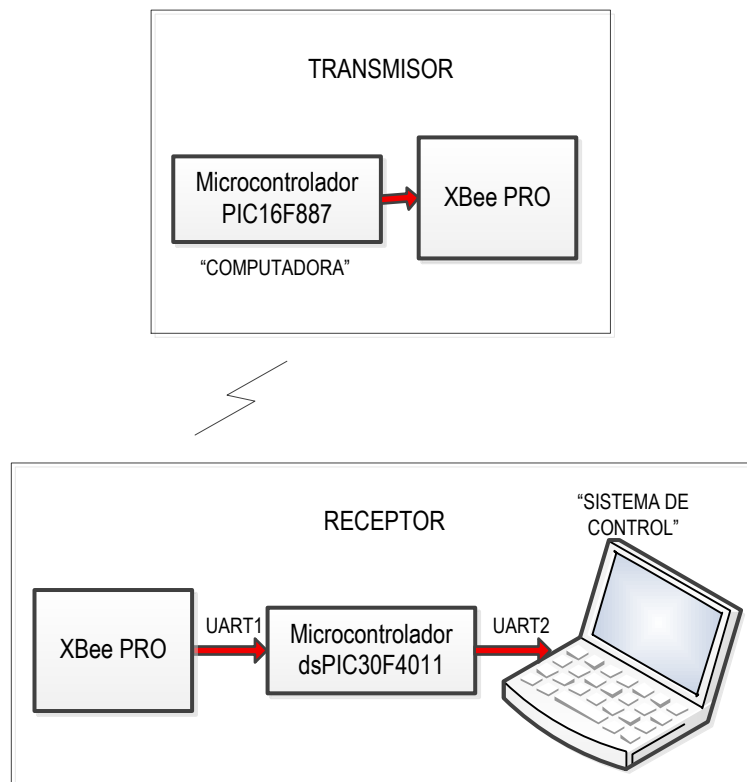 TRANSMISOR
Microcontrolador
PIC16F887
XBee PRO
“COMPUTADORA”
RECEPTOR
“SISTEMA DE
CONTROL”
XBee PRO
UART1
Microcontrolador
dsPIC30F4011
UART2